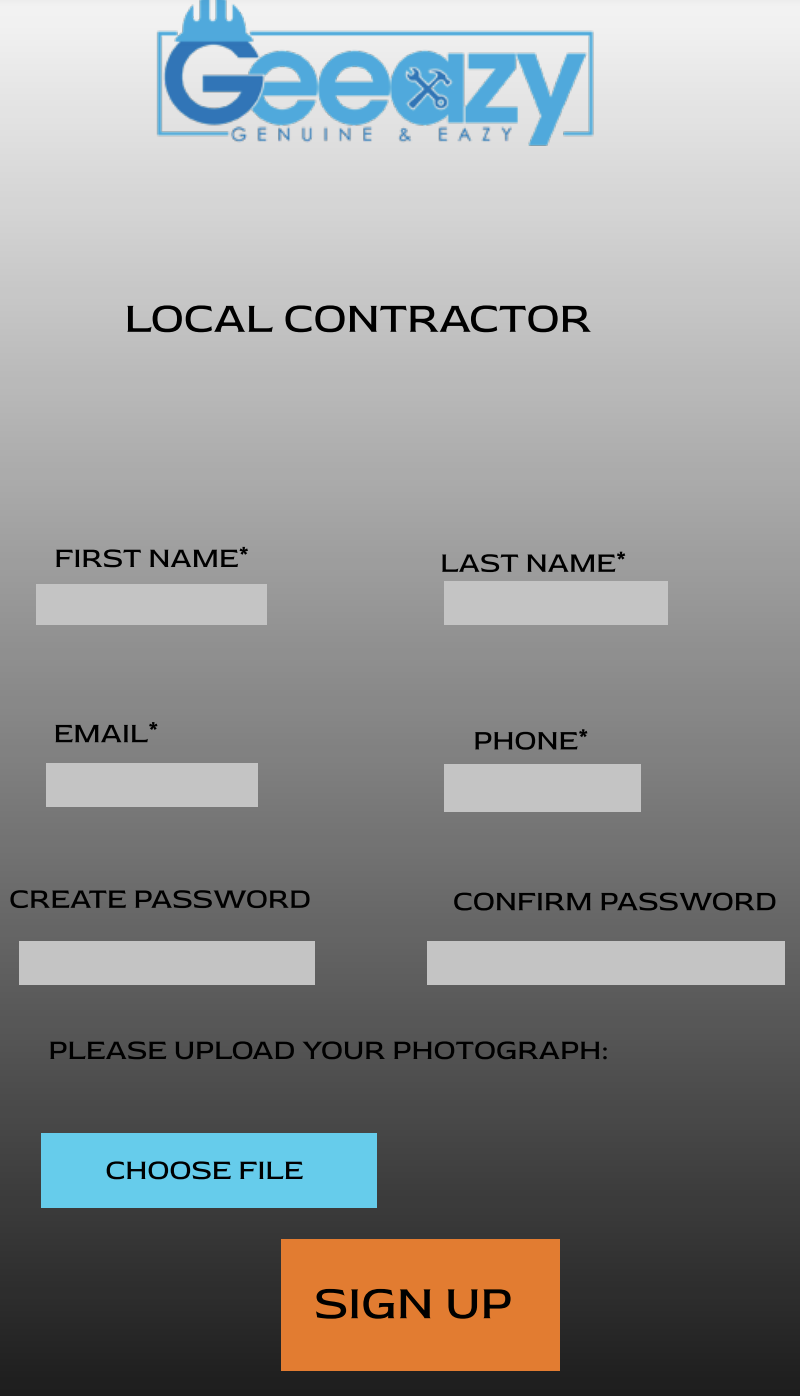 Geeazy
GENUINE & EAZY
LOCAL CONTRACTOR
FIRST NAME*
LAST NAME*
EMAIL*
PHONE*
CREATE PASSWORD
CONFIRM PASSWORD
PLEASE UPLOAD YOUR PHOTOGRAPH:
CHOOSE FILE
SIGN UP